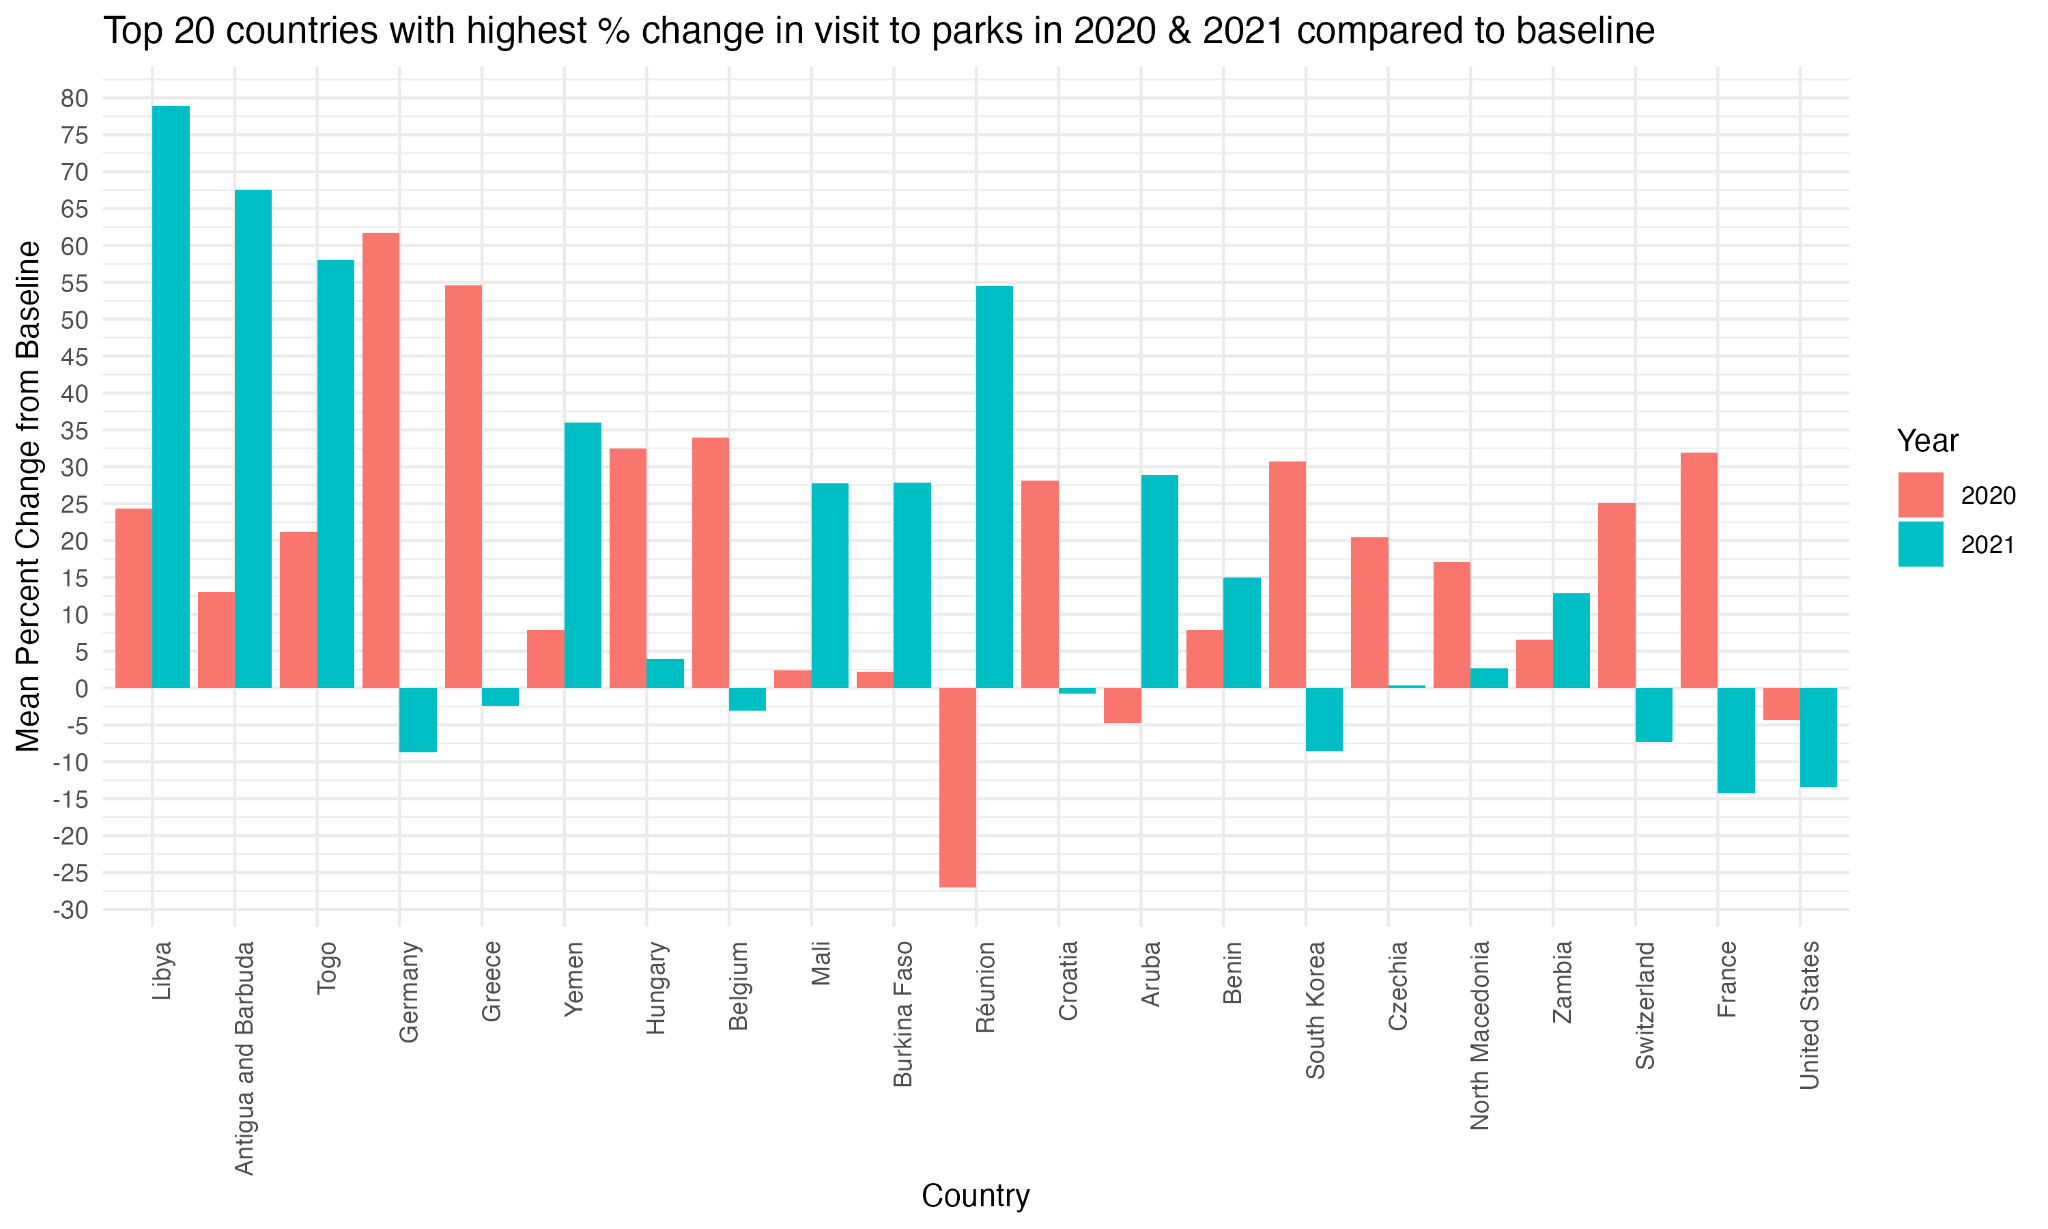 Top 20 countries with highest % change in visit to parks in 2020 & 2021 compared to baseline
Mean Percent Change from Baseline
80
75
70
65
60
55
50
45
40
35
30
25
20
15
10
5
0
-5
-10
-15
-20
-25
-30
Libya
Antigua and Barbuda
Togo
Germany
Greece
Yemen
Hungary
Belgium
Mali
Burkina Faso
Réunion
Croatia
Aruba
Benin
South Korea
Czechia
North Macedonia
Zambia
Switzerland
France
United States
Country
Year
2020
2021